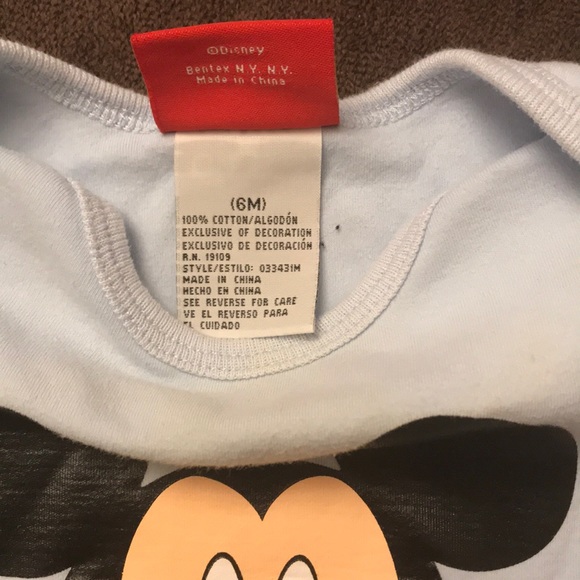 ©Disney
Bentex N.Y. N.Y.
Made in China
(6M)
100% COTTON/ALGODÓN
EXCLUSIVE OF DECORATION
EXCLUSIVO DE DECORACIÓN
R.N. 19109
STYLE/ESTILO: 033431M
MADE IN CHINA
HECHO EN CHINA
SEE REVERSE FOR CARE
VE EL REVERSO PARA
EL CUIDADO